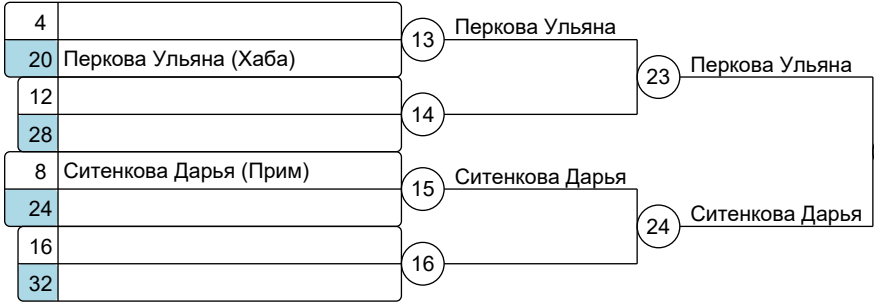 4
20 Перкова Ульяна (Хаба)
12
28
8 Ситенкова Дарья (Прим)
24
16
32
13 Перкова Ульяна
14
15 Ситенкова Дарья
16
23 Перкова Ульяна
24 Ситенкова Дарья